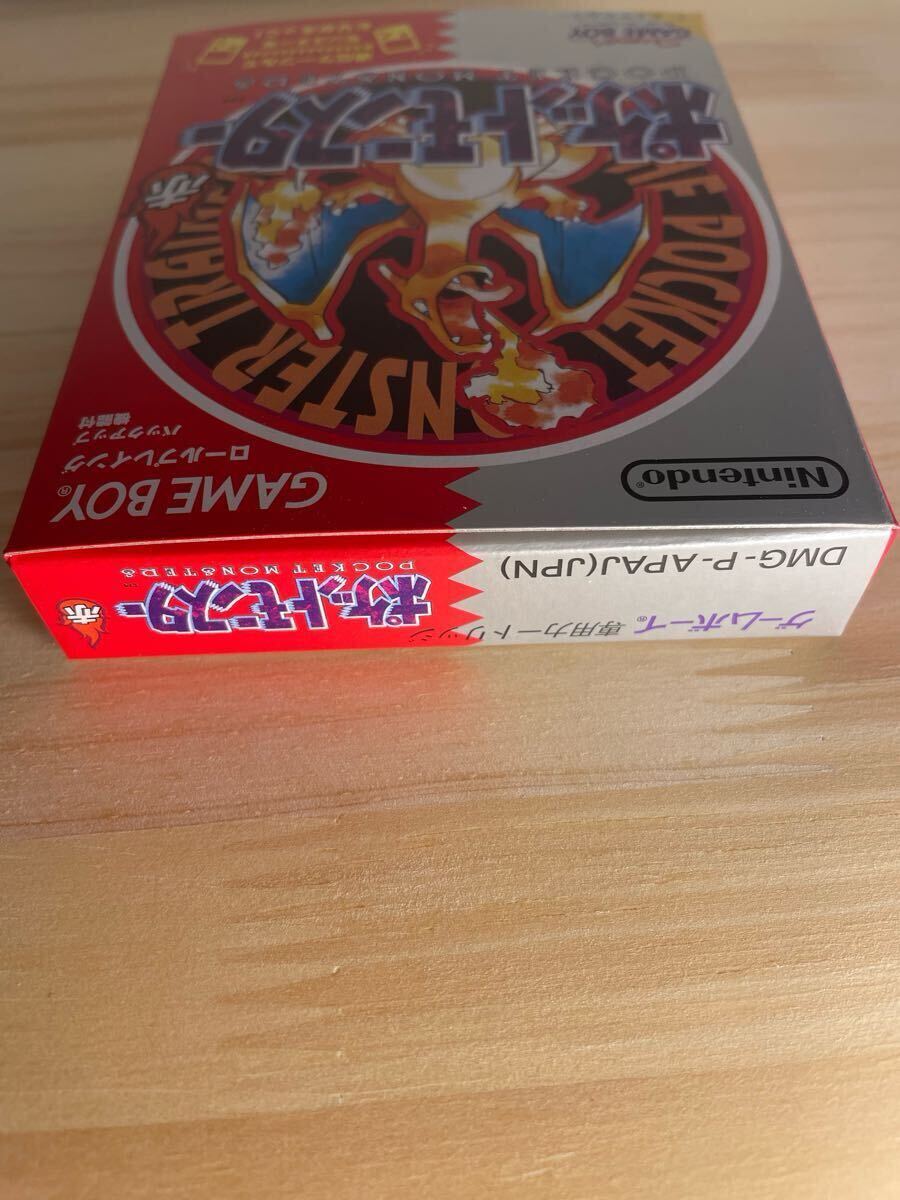 Super
GAME BOY
POCKET MONSTERS
ポケットモンスター
赤
THE POCKET
MONSTER TRAINER
Nintendo®
GAME BOY®
ロールプレイング
バックアップ
機能付
DMG-P-APAJ(JPN)
ゲームボーイ®専用カートリッジ
ポケットモンスター
POCKET MONSTERS
赤